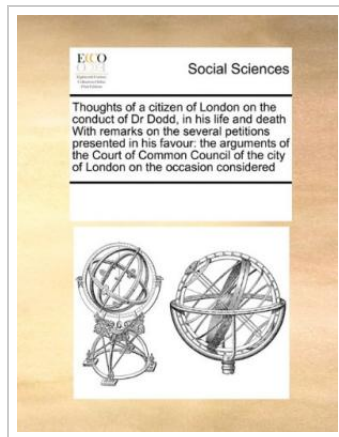 ECCO
Social Sciences
Thoughts of a citizen of London on the
conduct of Dr Dodd, in his life and death
With remarks on the several petitions
presented in his favour: the arguments of
the Court of Common Council of the city
of London on the occasion considered